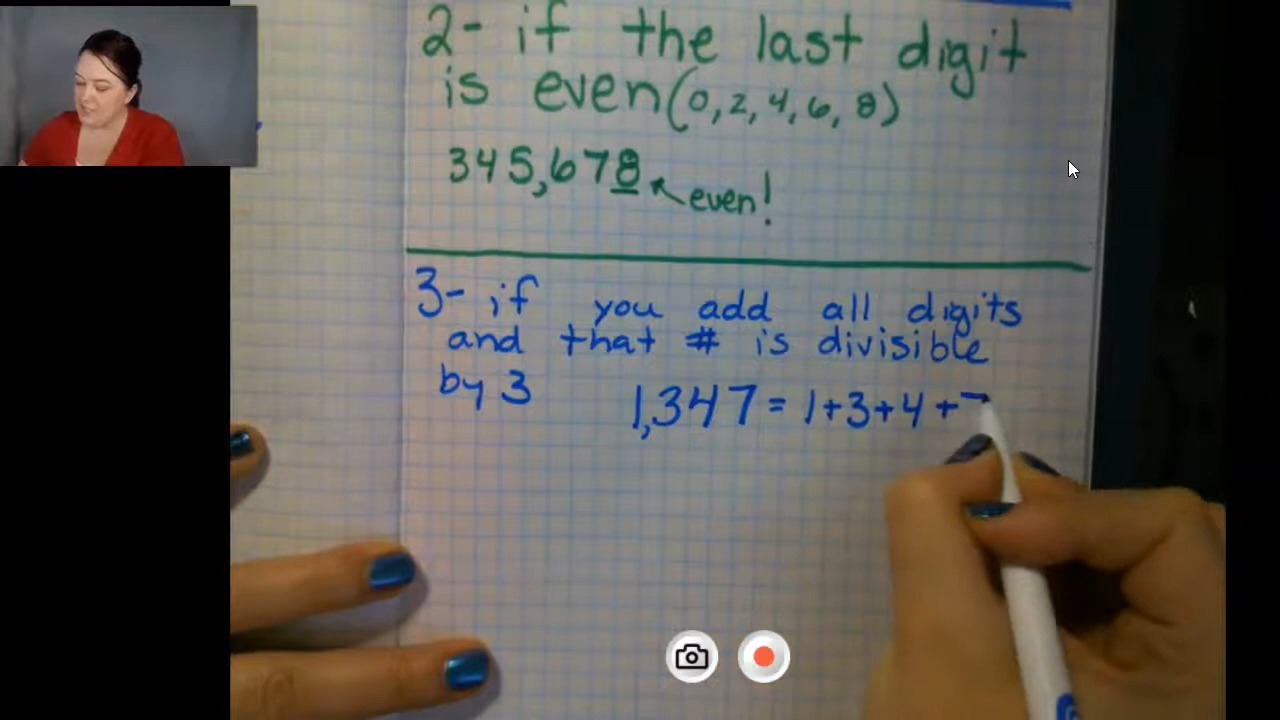 2- if the last digit
is even (0, 2, 4, 6, 8)
345,678 even!
3- if you add all digits
and that # is divisible
by 3 1,347 = 1+3+4+7